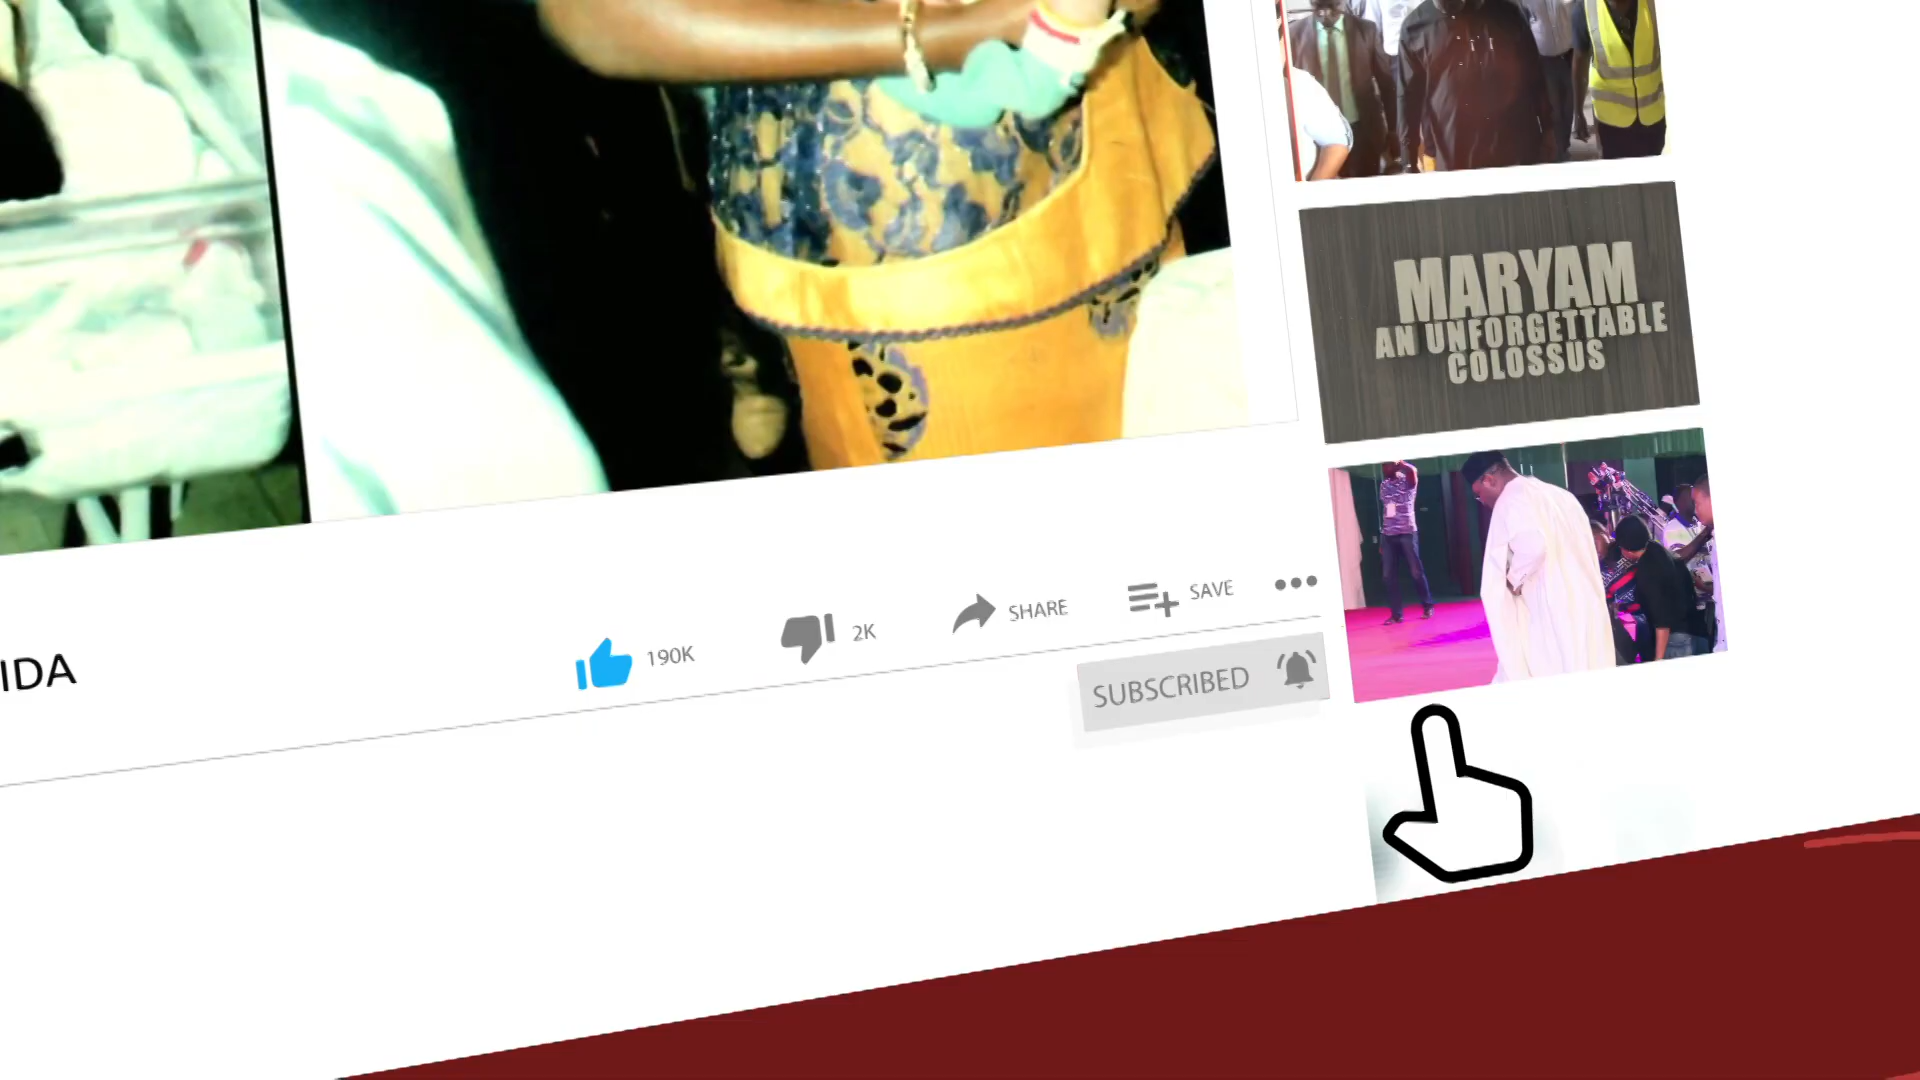 MARYAM
AN UNFORGETTABLE
COLOSSUS
IDA
190K
2K
SHARE
SAVE
SUBSCRIBED